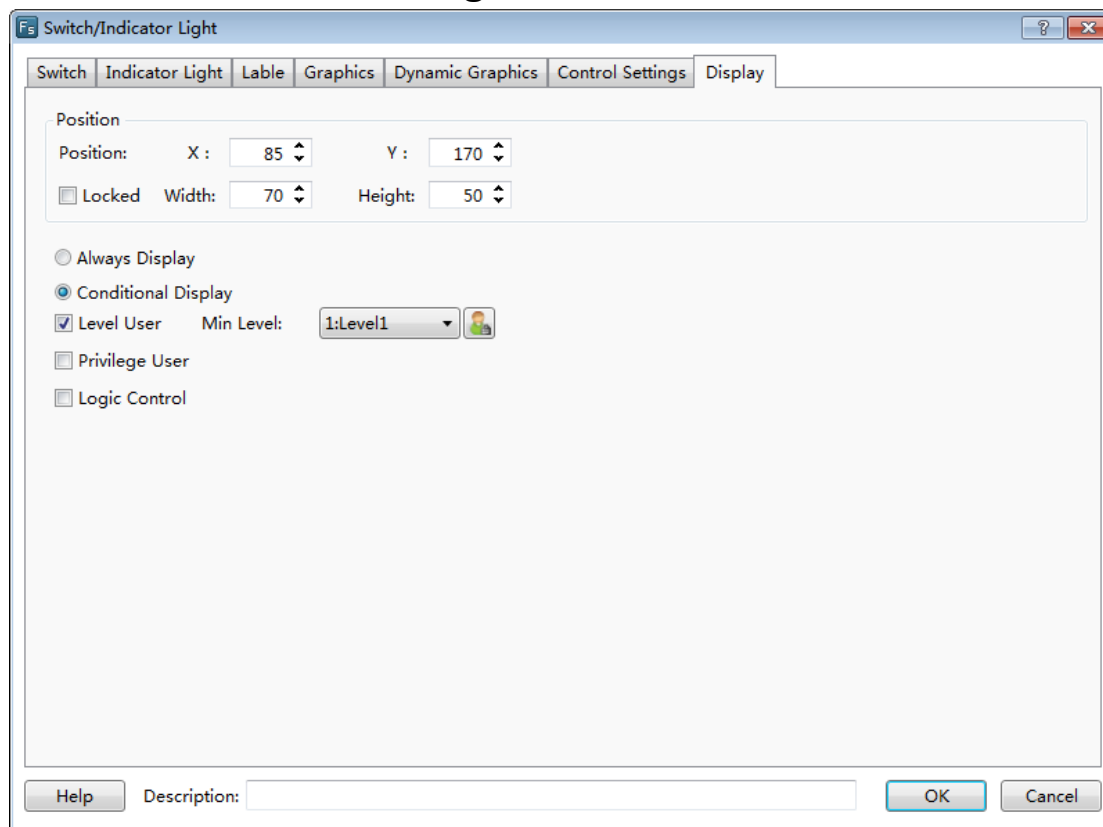 Fs Switch/Indicator Light ?
Switch Indicator Light Lable Graphics Dynamic Graphics Control Settings Display
Position
Position: X : 85 Y : 170
Locked Width: 70 Height: 50
Always Display
Conditional Display
Level User Min Level: 1:Level1
Privilege User
Logic Control
Help Description: OK Cancel